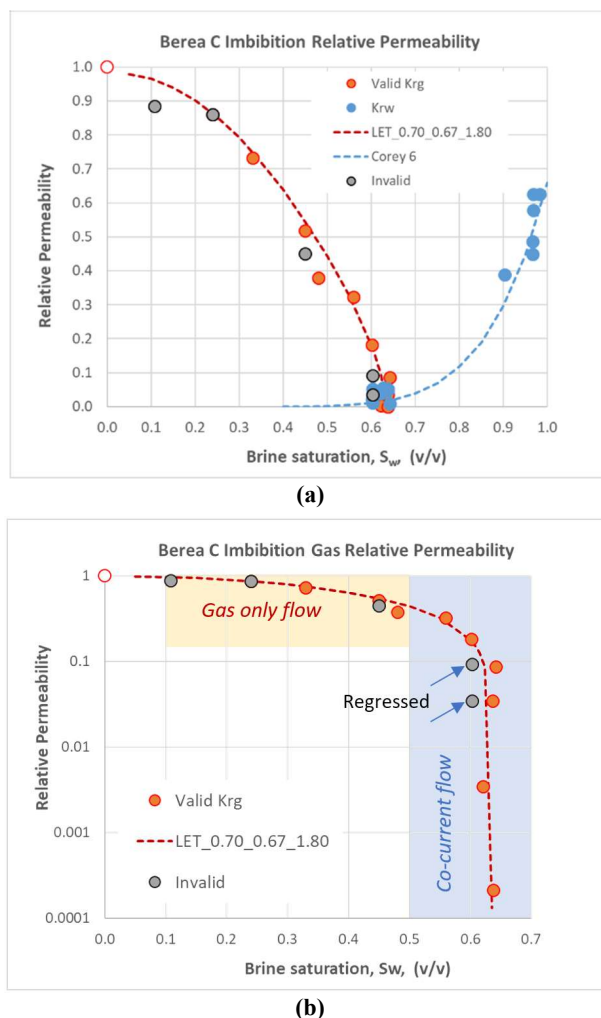 Berea C Imbibition Relative Permeability
Relative Permeability
1.0
0.9
0.8
0.7
0.6
0.5
0.4
0.3
0.2
0.1
0.0
Valid Krg
Krw
LET_0.70_0.67_1.80
Corey 6
Invalid
0.0 0.1 0.2 0.3 0.4 0.5 0.6 0.7 0.8 0.9 1.0
Brine saturation, Sw, (v/v)
(a)
Berea C Imbibition Gas Relative Permeability
Relative Permeability
1
0.1
0.01
0.001
0.0001
Gas only flow
Regressed
Co-current flow
Valid Krg
LET_0.70_0.67_1.80
Invalid
0.0 0.1 0.2 0.3 0.4 0.5 0.6 0.7
Brine saturation, Sw, (v/v)
(b)